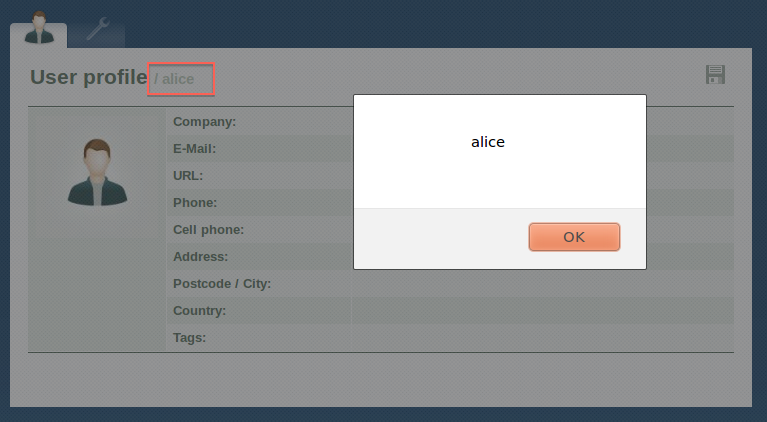 User profile / alice
alice
OK
Company:
E-Mail:
URL:
Phone:
Cell phone:
Address:
Postcode / City:
Country:
Tags: